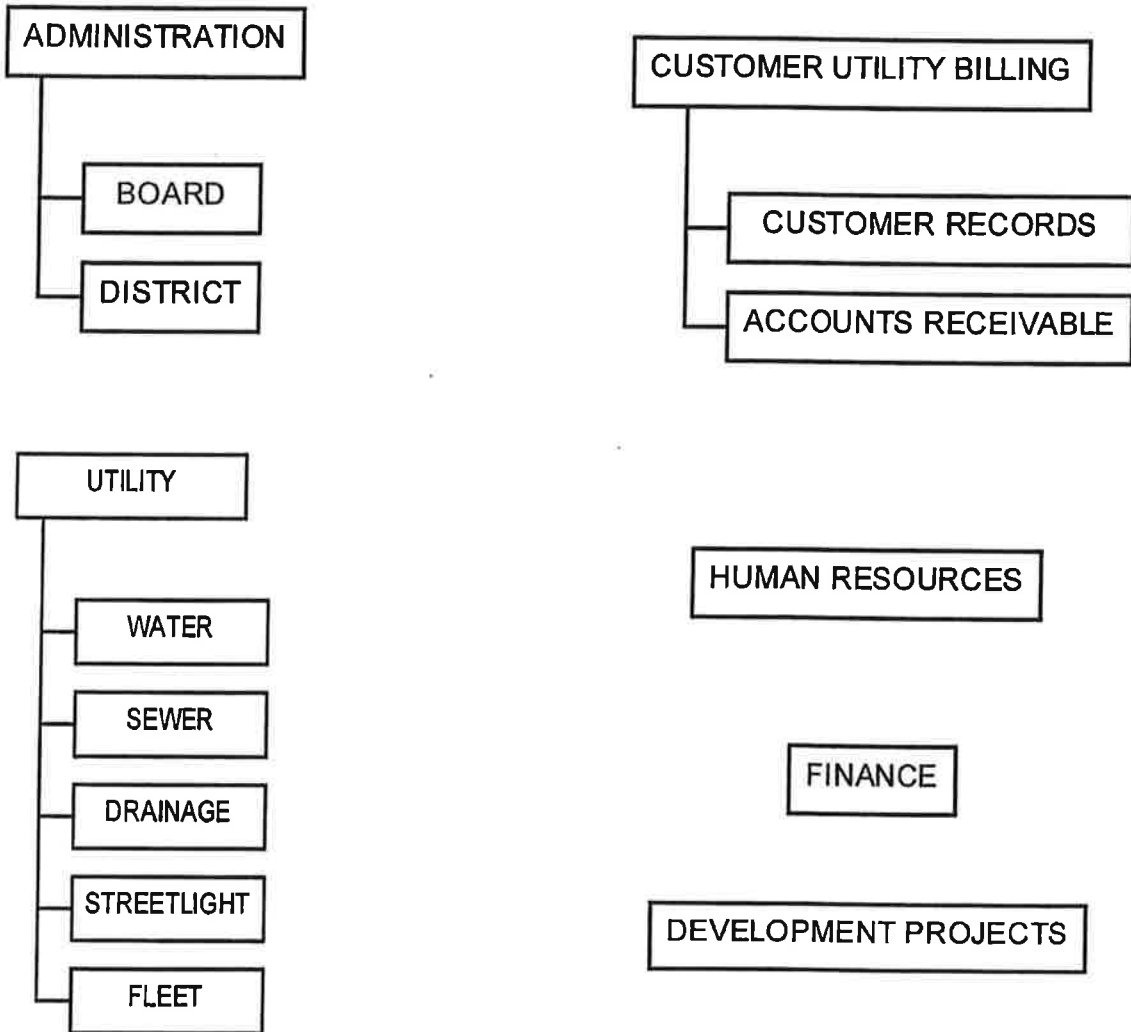 ADMINISTRATION
BOARD
DISTRICT
CUSTOMER UTILITY BILLING
CUSTOMER RECORDS
ACCOUNTS RECEIVABLE
UTILITY
WATER
SEWER
DRAINAGE
STREETLIGHT
FLEET
HUMAN RESOURCES
FINANCE
DEVELOPMENT PROJECTS